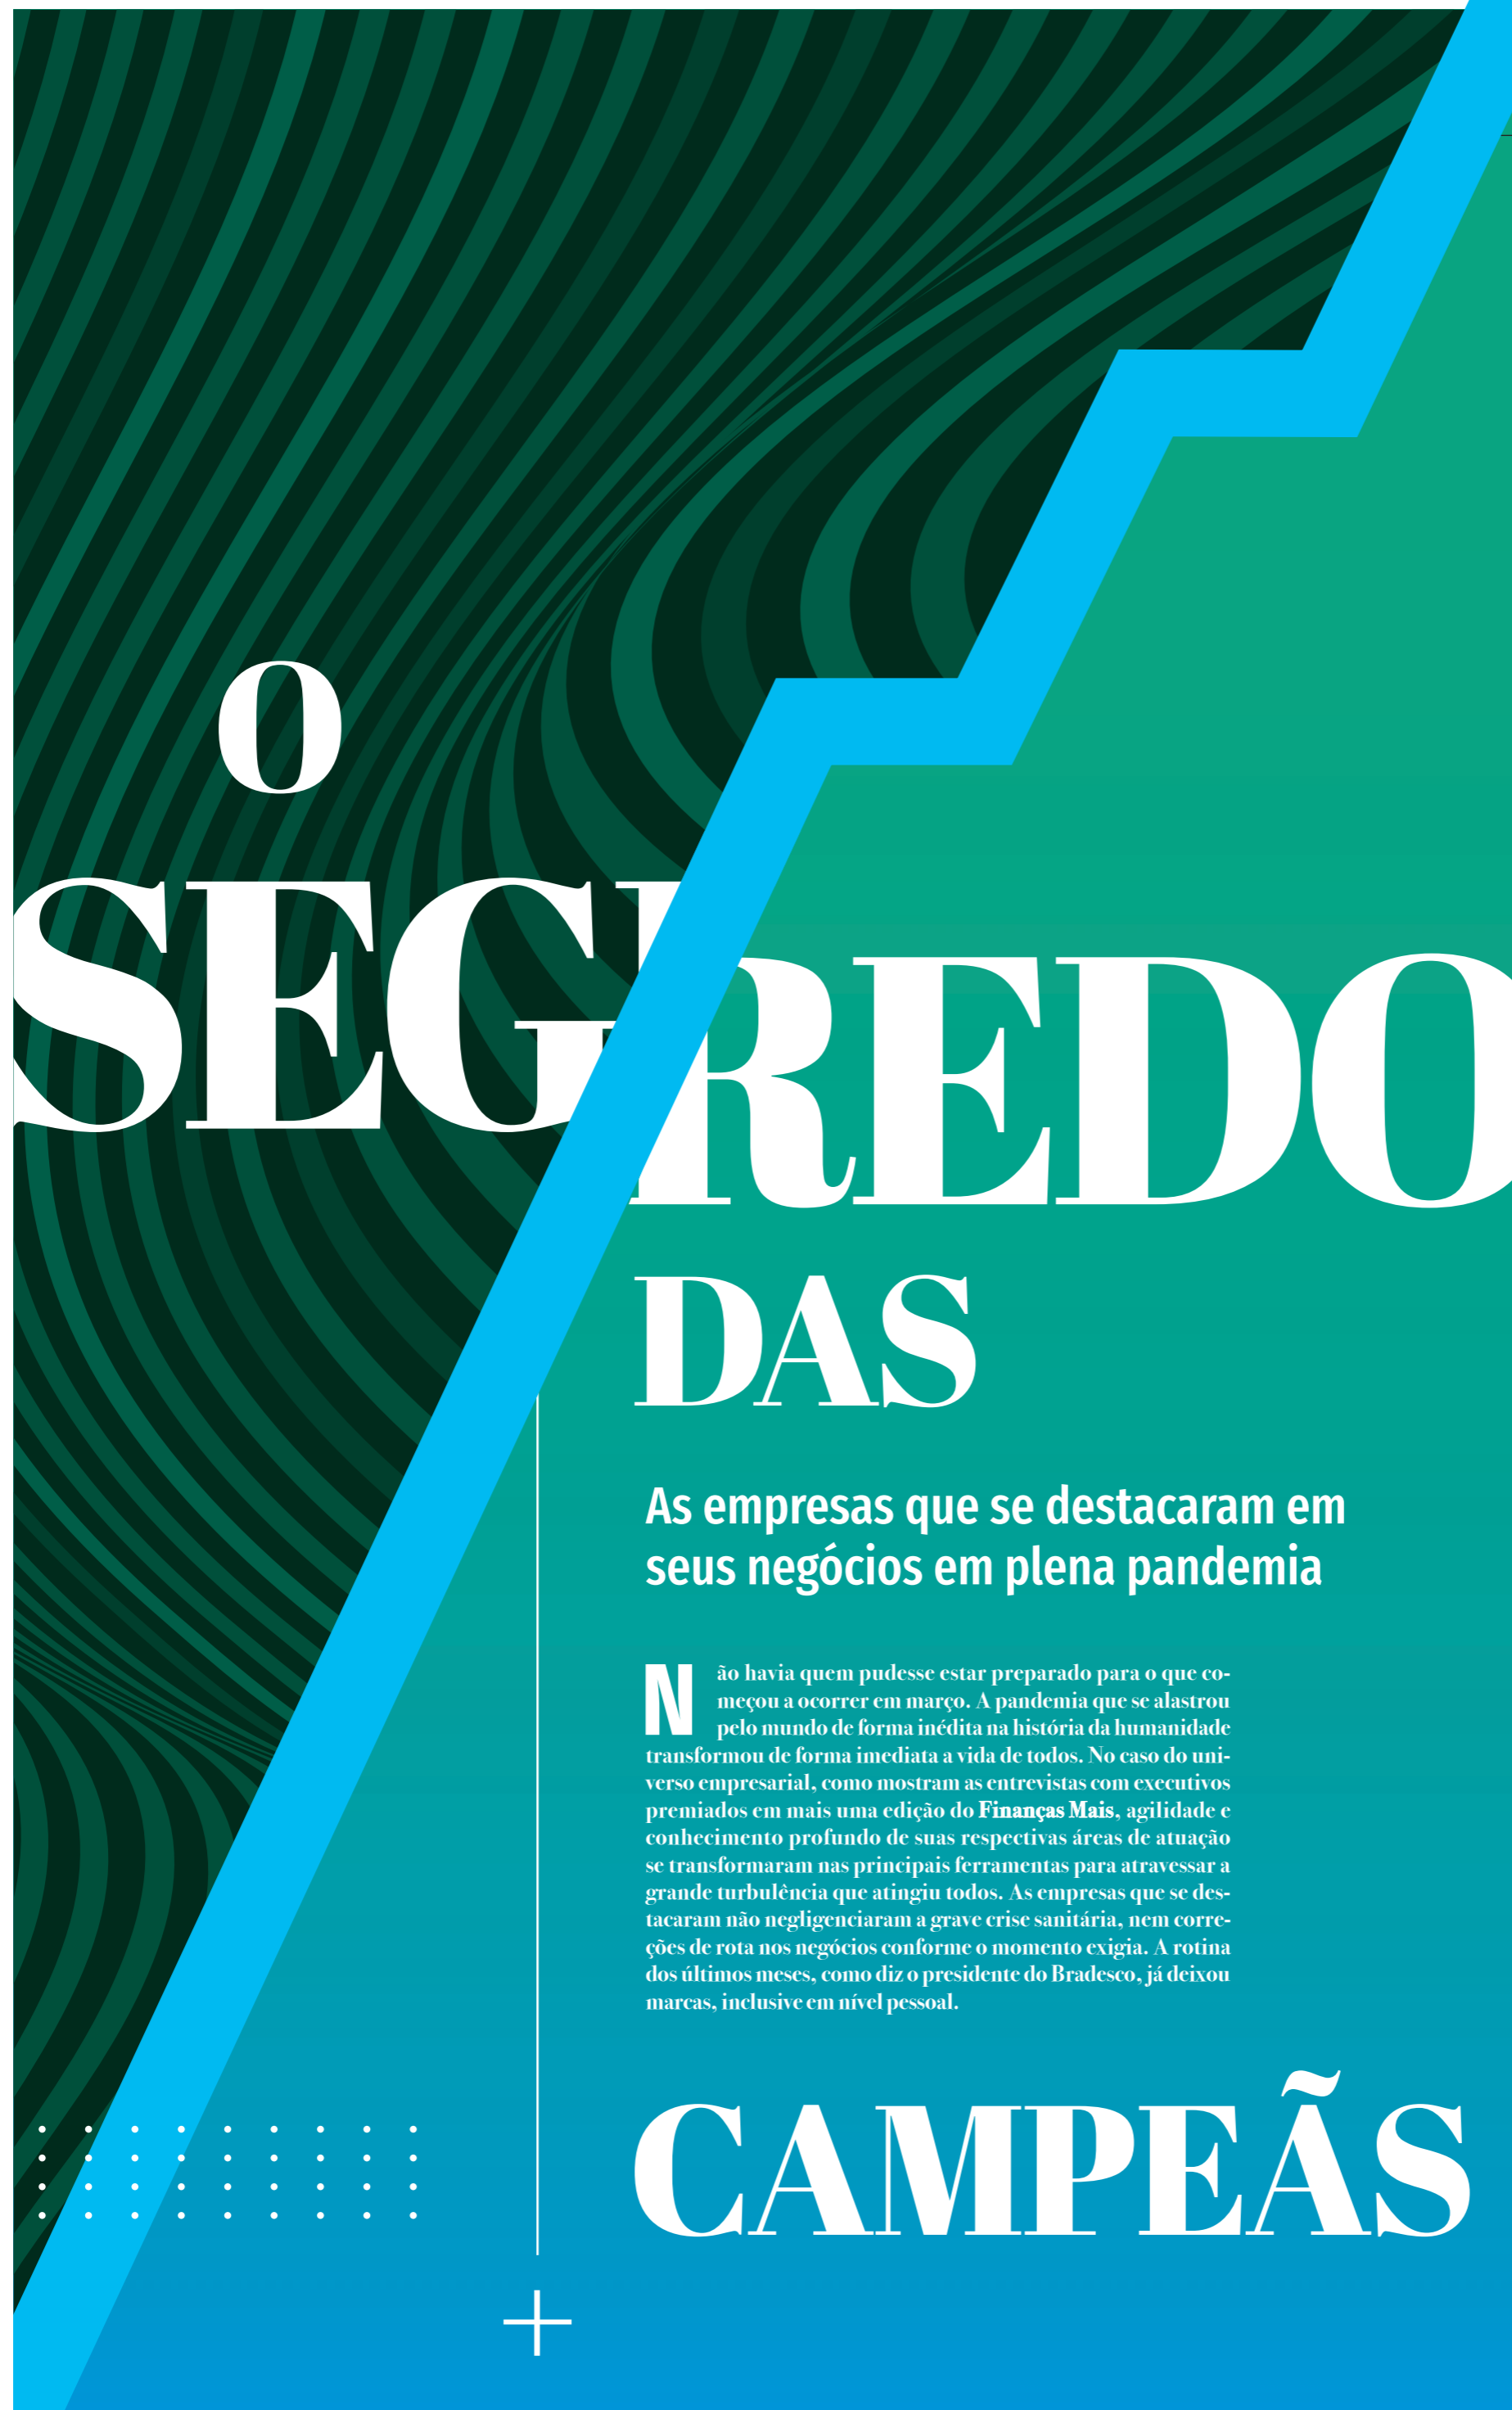 O
SEGREDO
DAS
As empresas que se destacaram em
seus negócios em plena pandemia
Não havia quem pudesse estar preparado para o que co-
meçou a ocorrer em março. A pandemia que se alastrou
pelo mundo de forma inédita na história da humanidade
transformou de forma imediata a vida de todos. No caso do uni-
verso empresarial, como mostram as entrevistas com executivos
premiados em mais uma edição do Finanças Mais, agilidade e
conhecimento profundo de suas respectivas áreas de atuação
se transformaram nas principais ferramentas para atravessar a
grande turbulência que atingiu todos. As empresas que se des-
tacaram não negligenciaram a grave crise sanitária, nem corre-
ções de rota nos negócios conforme o momento exigia. A rotina
dos últimos meses, como diz o presidente do Bradesco, já deixou
marcas, inclusive em nível pessoal.
CAMPEÃS